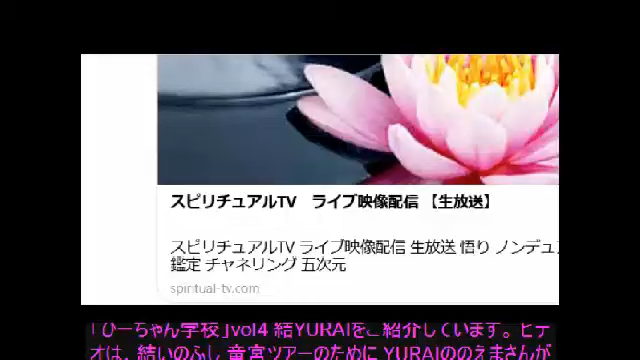 スピリチュアルTV ライブ映像配信 【生放送】
スピリチュアルTV ライブ映像配信 生放送 悟り ノンデュ
鑑定 チャネリング 五次元
spiritual-tv.com
「ひーちゃん学校」vol4 結YURAIをご紹介しています。ビデ
オは、結いのふし 竜宮ツアーのために YURAIののえまさんが